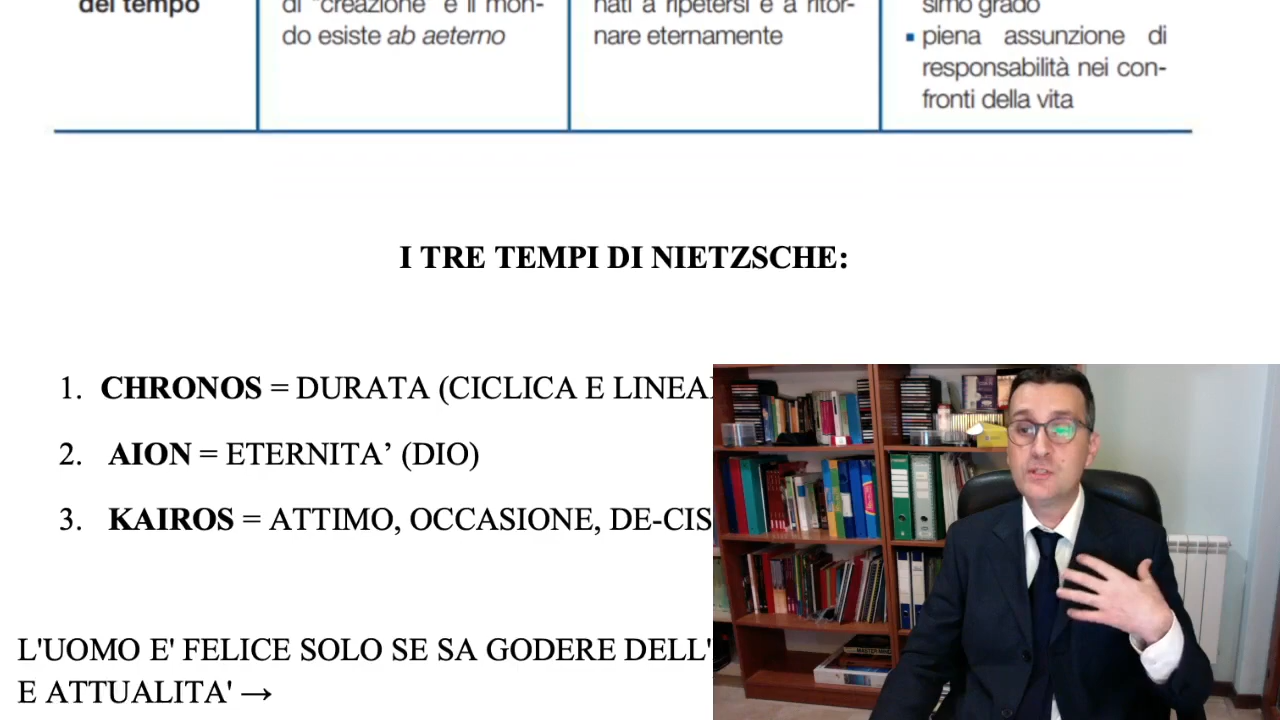 del tempo
di "creazione" e il mon-
do esiste ab aeterno
nati a ripetersi e a ritor-
nare eternamente
simo grado
▪ piena assunzione di
responsabilità nei con-
fronti della vita
I TRE TEMPI DI NIETZSCHE:
1. CHRONOS = DURATA (CICLICA E LINEA
2. AION = ETERNITA' (DIO)
3. KAIROS = ATTIMO, OCCASIONE, DE-CIS
L'UOMO E' FELICE SOLO SE SA GODERE DELL'
E ATTUALITA' →